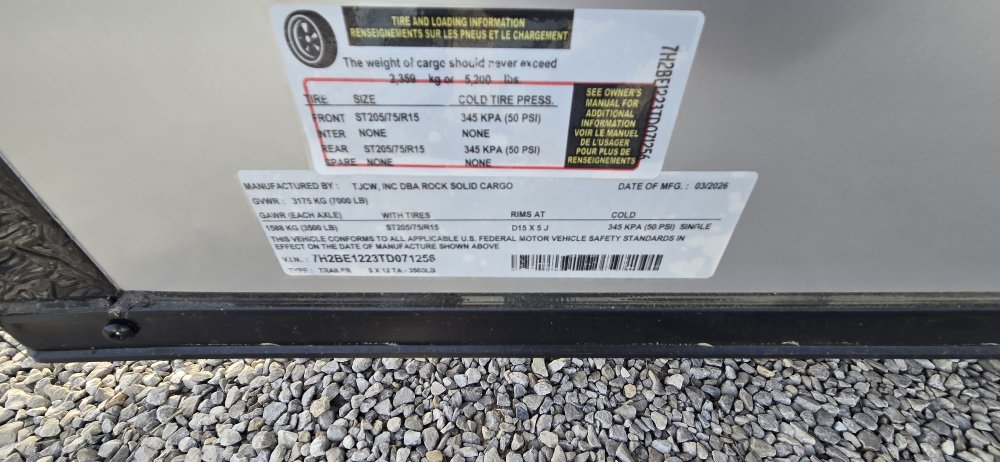 TIRE AND LOADING INFORMATION
RENSEIGNEMENTS SUR LES PNEUS ET LE CHARGEMENT
The weight of cargo should never exceed
2,359 kg or 5,200 lbs.
TIRE SIZE COLD TIRE PRESS.
FRONT ST205/75/R15 345 KPA (50 PSI)
INTER NONE NONE
REAR ST205/75/R15 345 KPA (50 PSI)
SPARE NONE NONE
SEE OWNER'S
MANUAL FOR
ADDITIONAL
INFORMATION
VOIR LE MANUEL
DE L'USAGER
POUR PLUS DE
RENSEIGNEMENTS
7H2BE1223TD071256
MANUFACTURED BY : TJCW, INC DBA ROCK SOLID CARGO DATE OF MFG. : 03/2026
GVWR : 3175 KG (7000 LB)
GAWR (EACH AXLE) WITH TIRES RIMS AT COLD
1588 KG (3500 LB) ST205/75/R15 D15 X 5 J 345 KPA (50 PSI) SINGLE
THIS VEHICLE CONFORMS TO ALL APPLICABLE U.S. FEDERAL MOTOR VEHICLE SAFETY STANDARDS IN
EFFECT ON THE DATE OF MANUFACTURE SHOWN ABOVE
V.I.N.: 7H2BE1223TD071256
TYPE: TRAILER 8 X 12 TA - 3500LB